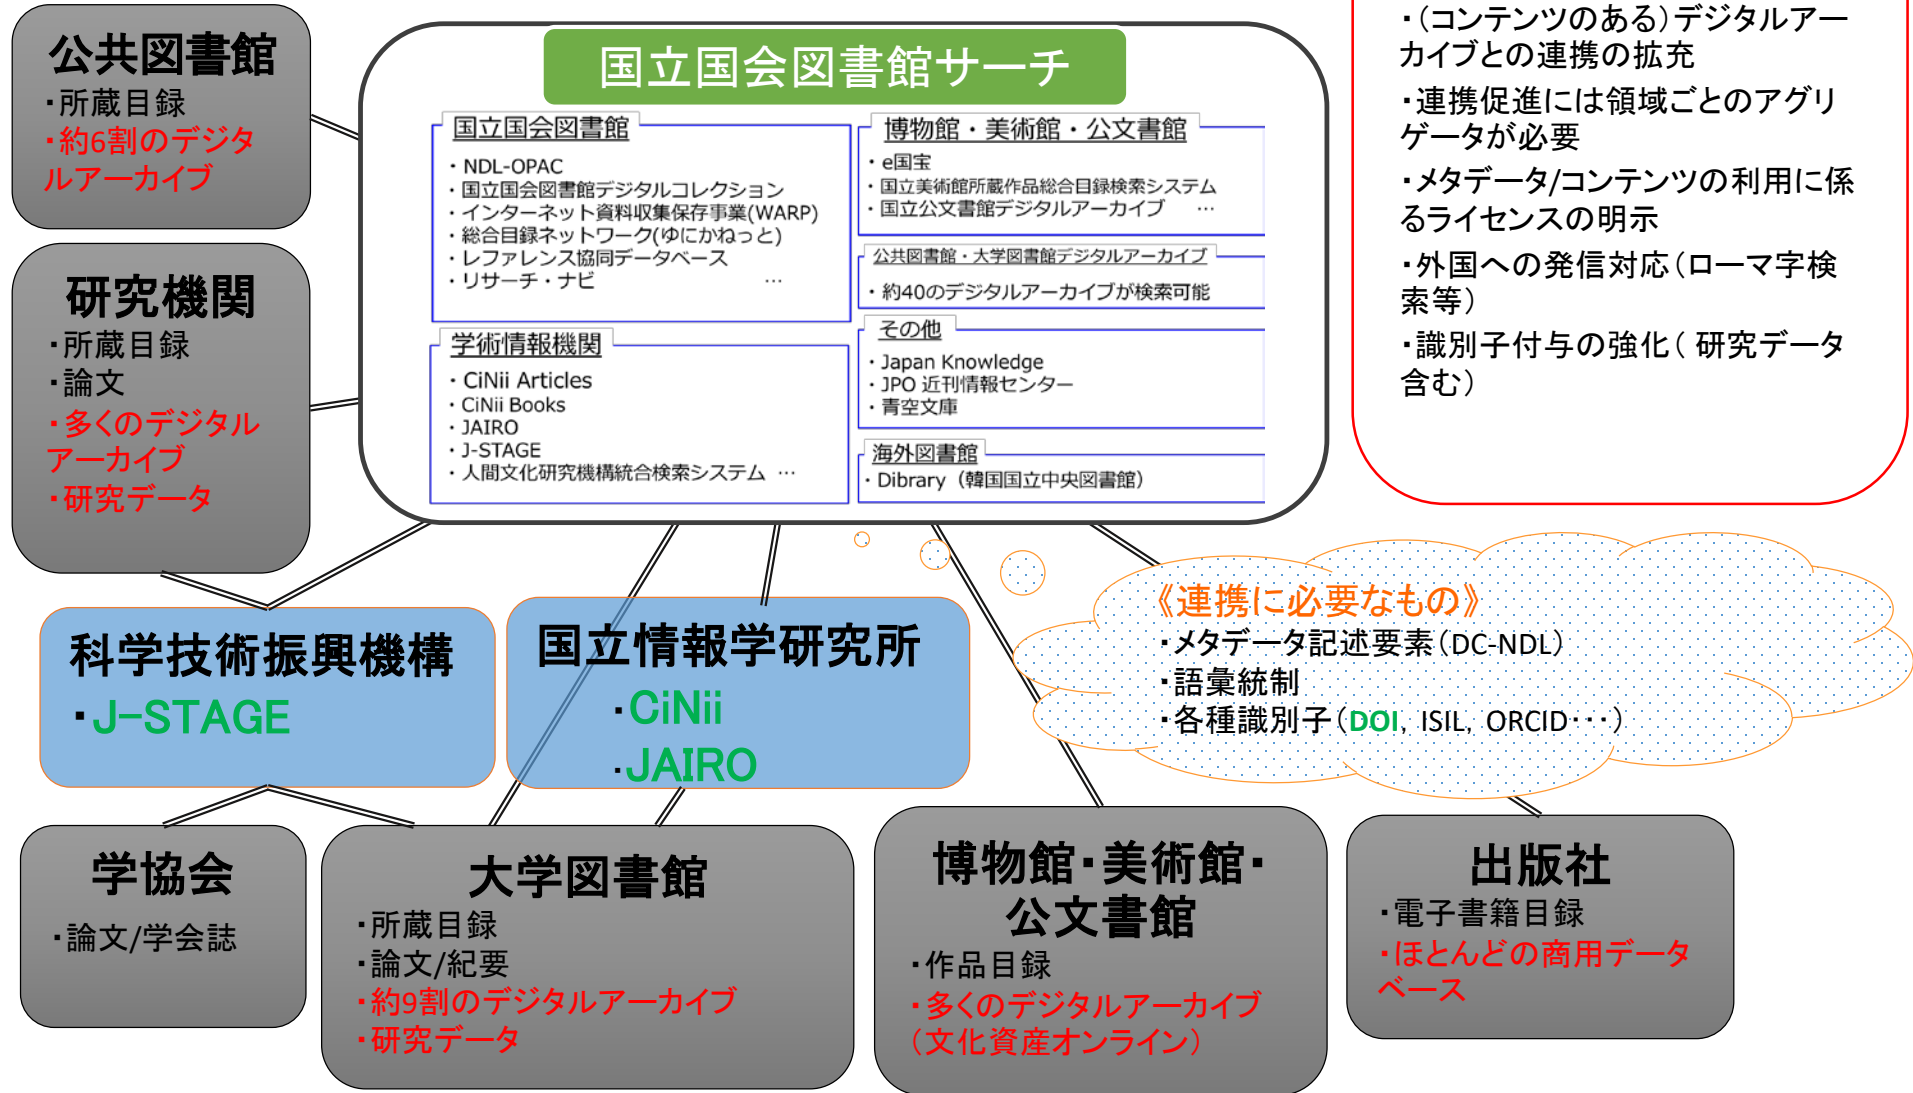 公共図書館
・所蔵目録
・約6割のデジタ
ルアーカイブ
研究機関
・所蔵目録
・論文
・多くのデジタル
アーカイブ
・研究データ
国立国会図書館サーチ
国立国会図書館
・NDL-OPAC
・国立国会図書館デジタルコレクション
・インターネット資料収集保存事業(WARP)
・総合目録ネットワーク(ゆにかねっと)
・レファレンス協同データベース
・リサーチ・ナビ …
学術情報機関
・CiNii Articles
・CiNii Books
・JAIRO
・J-STAGE
・人間文化研究機構統合検索システム …
博物館・美術館・公文書館
・e国宝
・国立美術館所蔵作品総合目録検索システム
・国立公文書館デジタルアーカイブ …
公共図書館・大学図書館デジタルアーカイブ
・約40のデジタルアーカイブが検索可能
その他
・Japan Knowledge
・JPO 近刊情報センター
・青空文庫
海外図書館
・Dibrary（韓国国立中央図書館）
・（コンテンツのある）デジタルアー
カイブとの連携の拡充
・連携促進には領域ごとのアグリ
ゲータが必要
・メタデータ/コンテンツの利用に係
るライセンスの明示
・外国への発信対応（ローマ字検
索等）
・識別子付与の強化（ 研究データ
含む）
《連携に必要なもの》
・メタデータ記述要素（DC-NDL）
・語彙統制
・各種識別子（DOI, ISIL, ORCID･･･）
科学技術振興機構
・J-STAGE
国立情報学研究所
・CiNii
・JAIRO
学協会
・論文/学会誌
大学図書館
・所蔵目録
・論文/紀要
・約9割のデジタルアーカイブ
・研究データ
博物館・美術館・
公文書館
・作品目録
・多くのデジタルアーカイブ
（文化資産オンライン）
出版社
・電子書籍目録
・ほとんどの商用データ
ベース